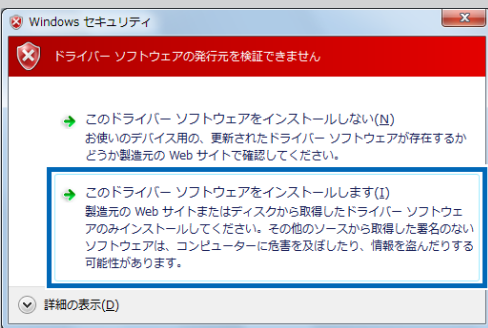 Windows セキュリティ
ドライバー ソフトウェアの発行元を検証できません
このドライバー ソフトウェアをインストールしない(N)
お使いのデバイス用の、更新されたドライバー ソフトウェアが存在するか
どうか製造元の Web サイトで確認してください。
このドライバー ソフトウェアをインストールします(I)
製造元の Web サイトまたはディスクから取得したドライバー ソフトウェ
アのみインストールしてください。その他のソースから取得した署名のない
ソフトウェアは、コンピューターに危害を及ぼしたり、情報を盗んだりする
可能性があります。
詳細の表示(D)